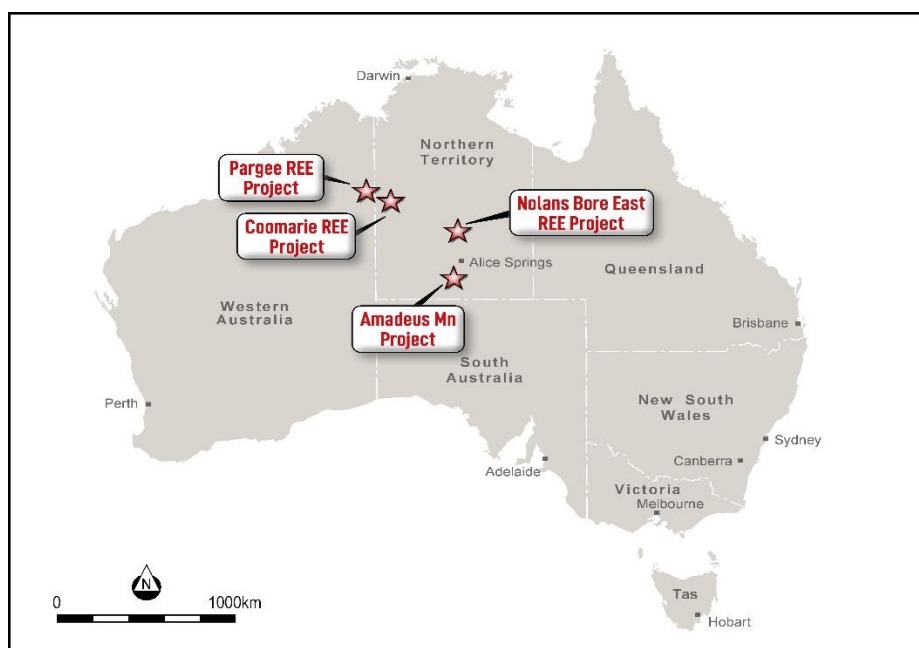 Darwin
Northern
Territory
Pargee REE
Project
Coomarie REE
Project
Nolans Bore East
REE Project
Alice Springs
Queensland
Western
Australia
Amadeus Mn
Project
Brisbane
South
Australia
New South
Wales
Perth
Sydney
Adelaide
Canberra
Victoria
Melbourne
N
0
1000km
Tas
Hobart